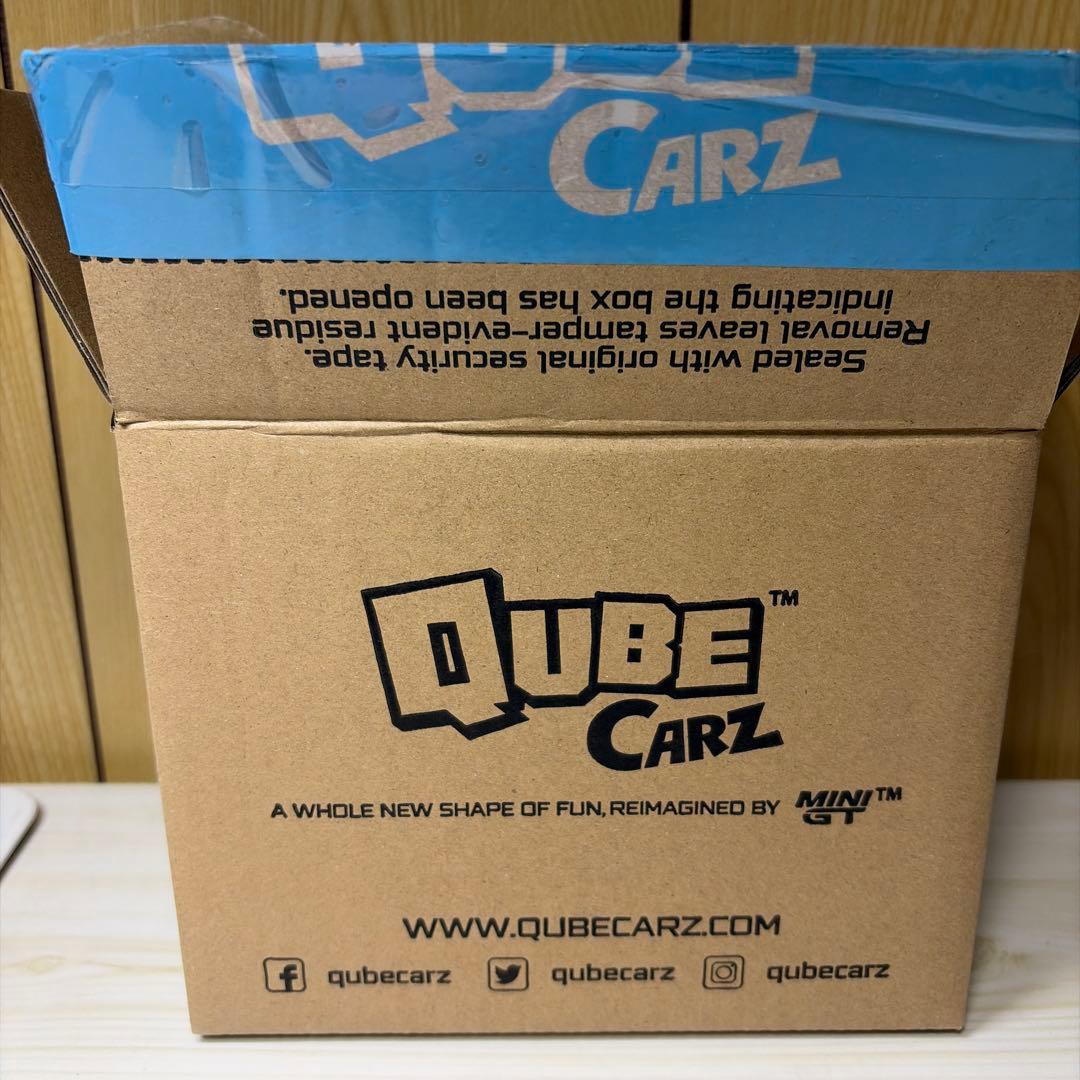 QUBE
CARZ
Sealed with original security tape.
Removal leaves tamper-evident residue
indicating the box has been opened.
QUBE™
CARZ
A WHOLE NEW SHAPE OF FUN, REIMAGINED BY MINI GT™
WWW.QUBECARZ.COM
qubecarz qubecarz qubecarz